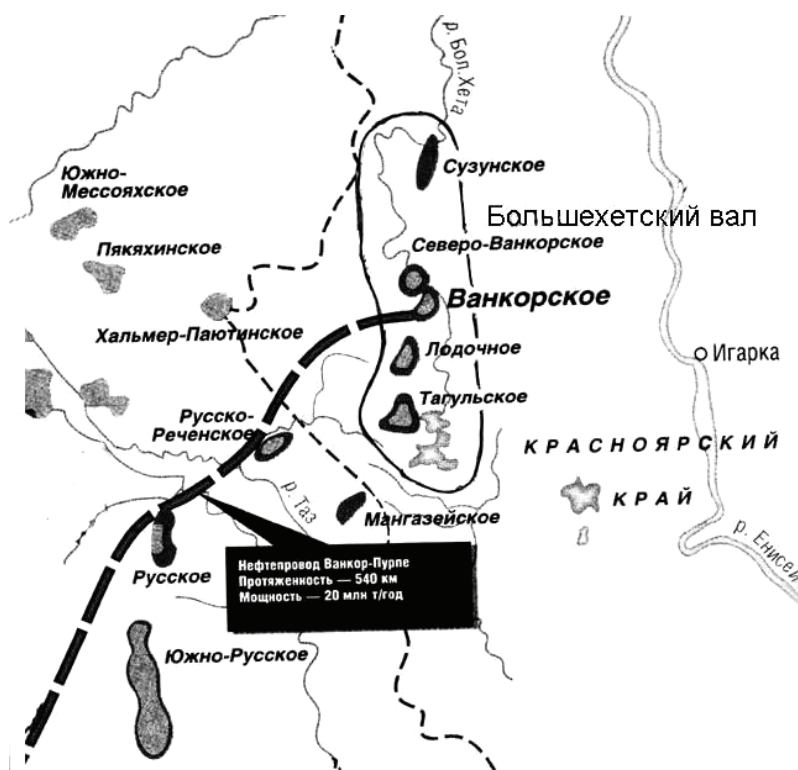 р. Бол.Хета
Сузунское
Южно-
Мессояхское
Большехетский вал
Пякяхинское
Северо-Ванкорское
Ванкорское
Хальмер-Паютинское
Лодочное
Игарка
Тагульское
Русско-
Реченское
КРАСНОЯРСКИЙ
КРАЙ
р. Таз
Мангазейское
р. Енисей
Нефтепровод Ванкор-Пурпе
Протяженность — 540 км
Мощность — 20 млн т/год
Русское
Южно-Русское